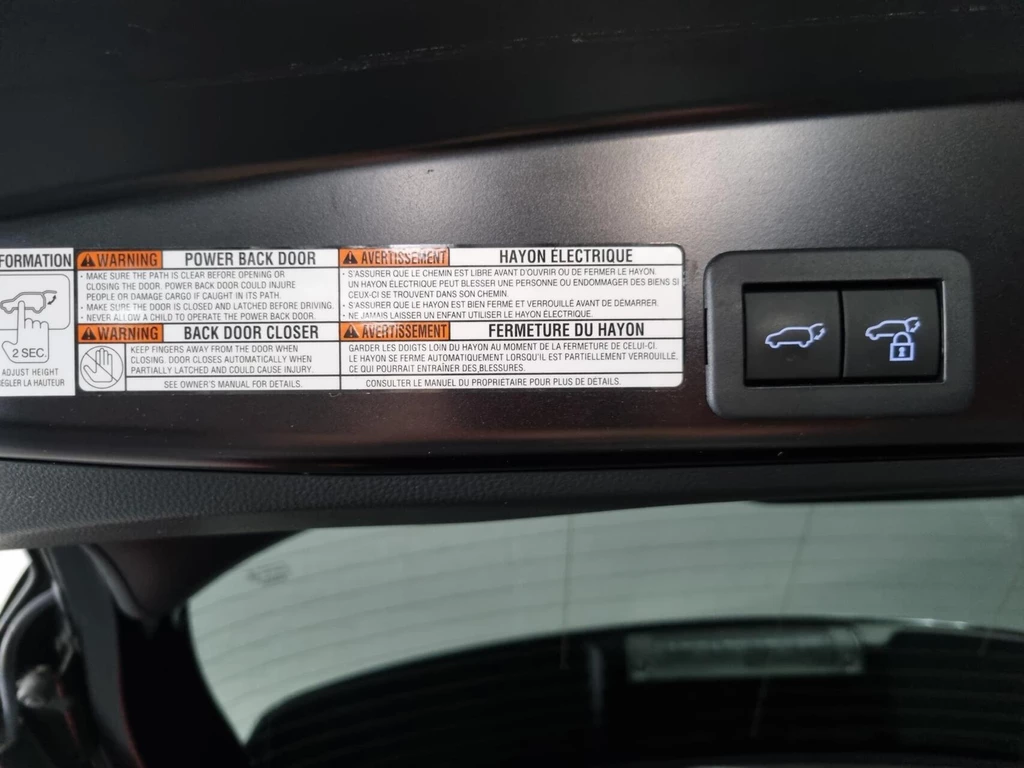 FORMATION
2 SEC.
ADJUST HEIGHT
RÉGLER LA HAUTEUR
WARNING POWER BACK DOOR
• MAKE SURE THE PATH IS CLEAR BEFORE OPENING OR
CLOSING THE DOOR. POWER BACK DOOR COULD INJURE
PEOPLE OR DAMAGE CARGO IF CAUGHT IN ITS PATH.
• MAKE SURE THE DOOR IS CLOSED AND LATCHED BEFORE DRIVING.
• NEVER ALLOW A CHILD TO OPERATE THE POWER BACK DOOR.
WARNING BACK DOOR CLOSER
KEEP FINGERS AWAY FROM THE DOOR WHEN
CLOSING. DOOR CLOSES AUTOMATICALLY WHEN
PARTIALLY LATCHED AND COULD CAUSE INJURY.
SEE OWNER'S MANUAL FOR DETAILS.
AVERTISSEMENT HAYON ÉLECTRIQUE
• S'ASSURER QUE LE CHEMIN EST LIBRE AVANT D'OUVRIR OU DE FERMER LE HAYON.
UN HAYON ÉLECTRIQUE PEUT BLESSER UNE PERSONNE OU ENDOMMAGER DES BIENS SI
CEUX-CI SE TROUVENT DANS SON CHEMIN.
• S'ASSURER QUE LE HAYON EST BIEN FERMÉ ET VERROUILLÉ AVANT DE DÉMARRER.
• NE JAMAIS LAISSER UN ENFANT UTILISER LE HAYON ÉLECTRIQUE.
AVERTISSEMENT FERMETURE DU HAYON
GARDER LES DOIGTS LOIN DU HAYON AU MOMENT DE LA FERMETURE DE CELUI-CI.
LE HAYON SE FERME AUTOMATIQUEMENT LORSQU'IL EST PARTIELLEMENT VERROUILLÉ,
CE QUI POURRAIT ENTRAÎNER DES BLESSURES.
CONSULTER LE MANUEL DU PROPRIÉTAIRE POUR PLUS DE DÉTAILS.